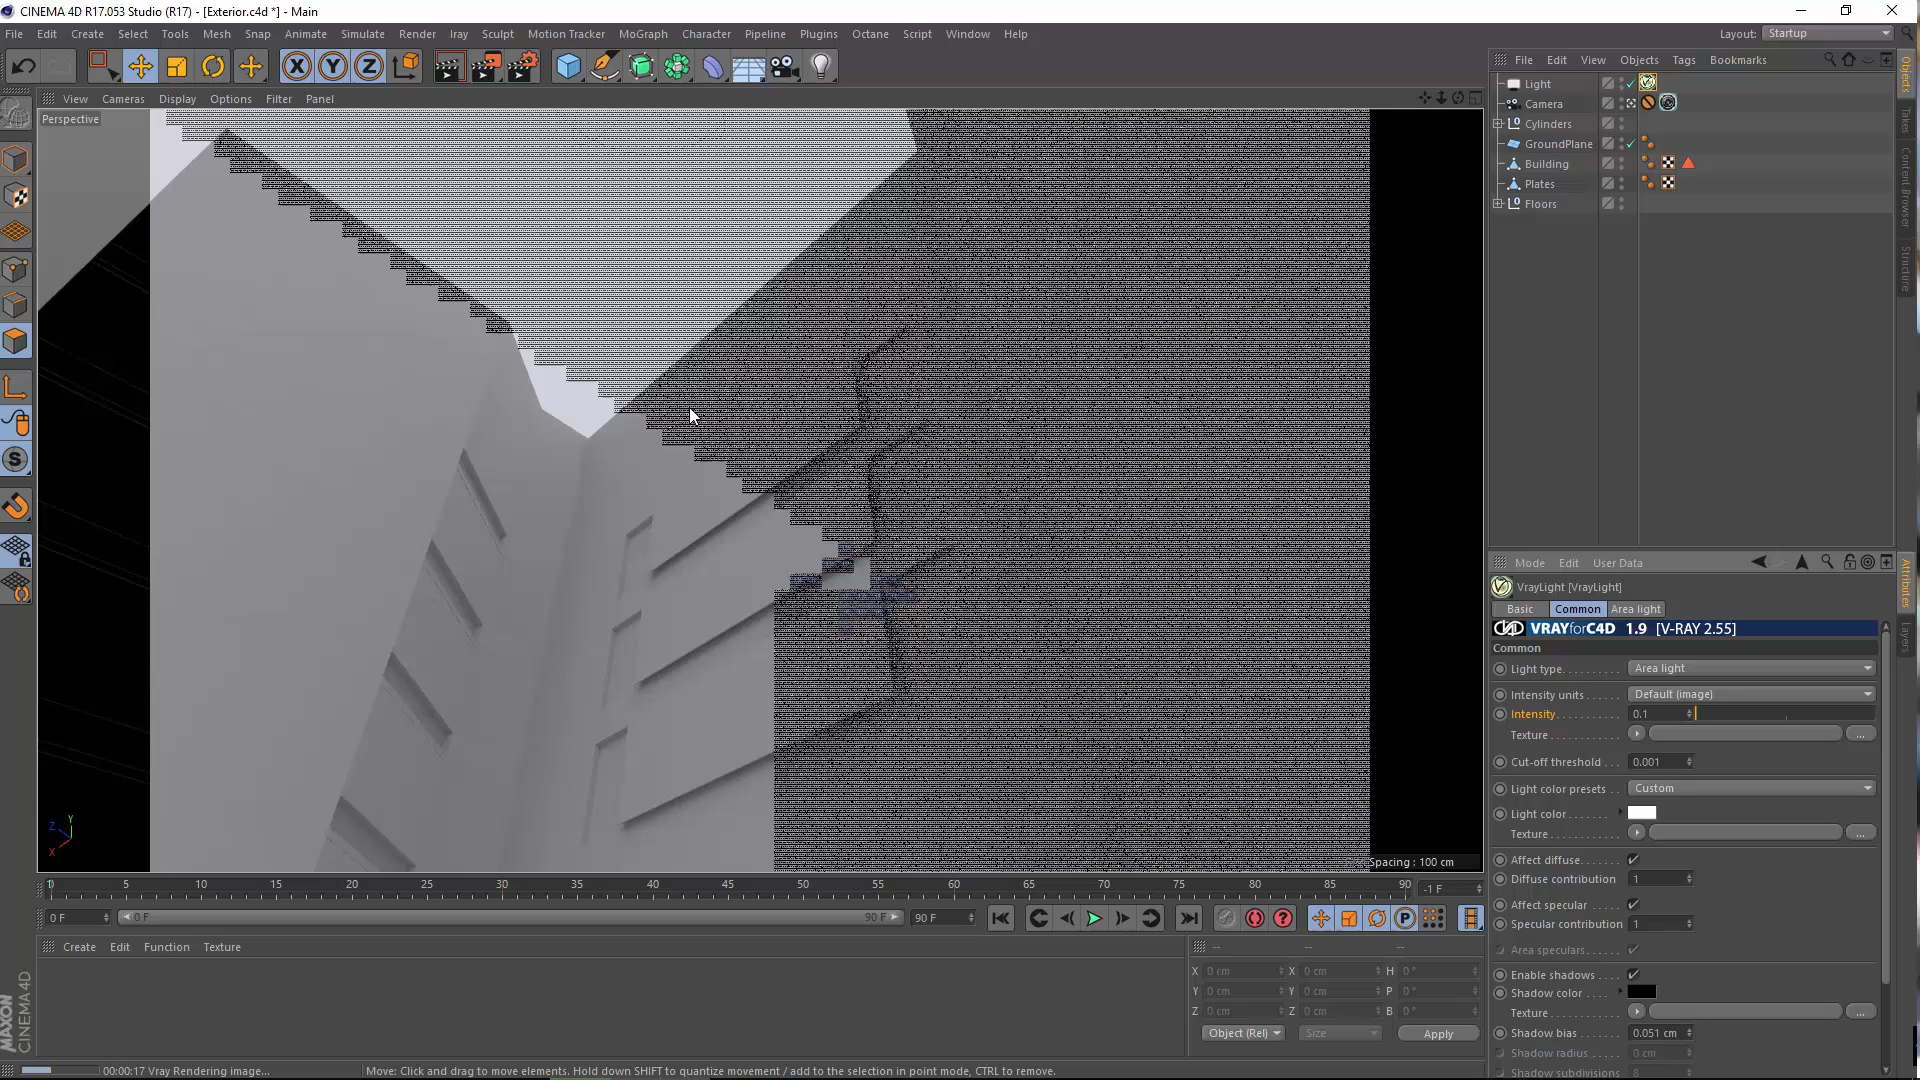 CINEMA 4D R17.053 Studio (R17) - [Exterior.c4d *] - Main
File Edit Create Select Tools Mesh Snap Animate Simulate Render Iray Sculpt Motion Tracker MoGraph Character Pipeline Plugins Octane Script Window Help
Layout: Startup
X Y Z
File Edit View Objects Tags Bookmarks
View Cameras Display Options Filter Panel
Perspective
Light
Camera
Cylinders
GroundPlane
Building
Plates
Floors
Objects
Takes
Content Browser
Structure
Mode Edit User Data
VrayLight [VrayLight]
Basic Common Area light
VRAYforC4D 1.9 [V-RAY 2.55]
Common
Light type Area light
Intensity units Default (image)
Intensity 0.1
Texture ...
Cut-off threshold 0.001
Light color presets Custom
Light color
Texture ...
Affect diffuse
Diffuse contribution 1
Affect specular
Specular contribution 1
Area speculars
Enable shadows
Shadow color
Texture ...
Shadow bias 0.051 cm
Shadow radius 0 cm
Shadow subdivisions 8
Attributes
Layers
Y
Z
X
Spacing : 100 cm
5 10 15 20 25 30 35 40 45 50 55 60 65 70 75 80 85 90
-1 F
0 F 0 F 90 F 90 F
Create Edit Function Texture
-- -- --
X 0 cm X 0 cm H 0 °
Y 0 cm Y 0 cm P 0 °
Z 0 cm Z 0 cm B 0 °
Object (Rel) Size Apply
MAXON
CINEMA 4D
00:00:17 Vray Rendering image...
Move: Click and drag to move elements. Hold down SHIFT to quantize movement / add to the selection in point mode, CTRL to remove.